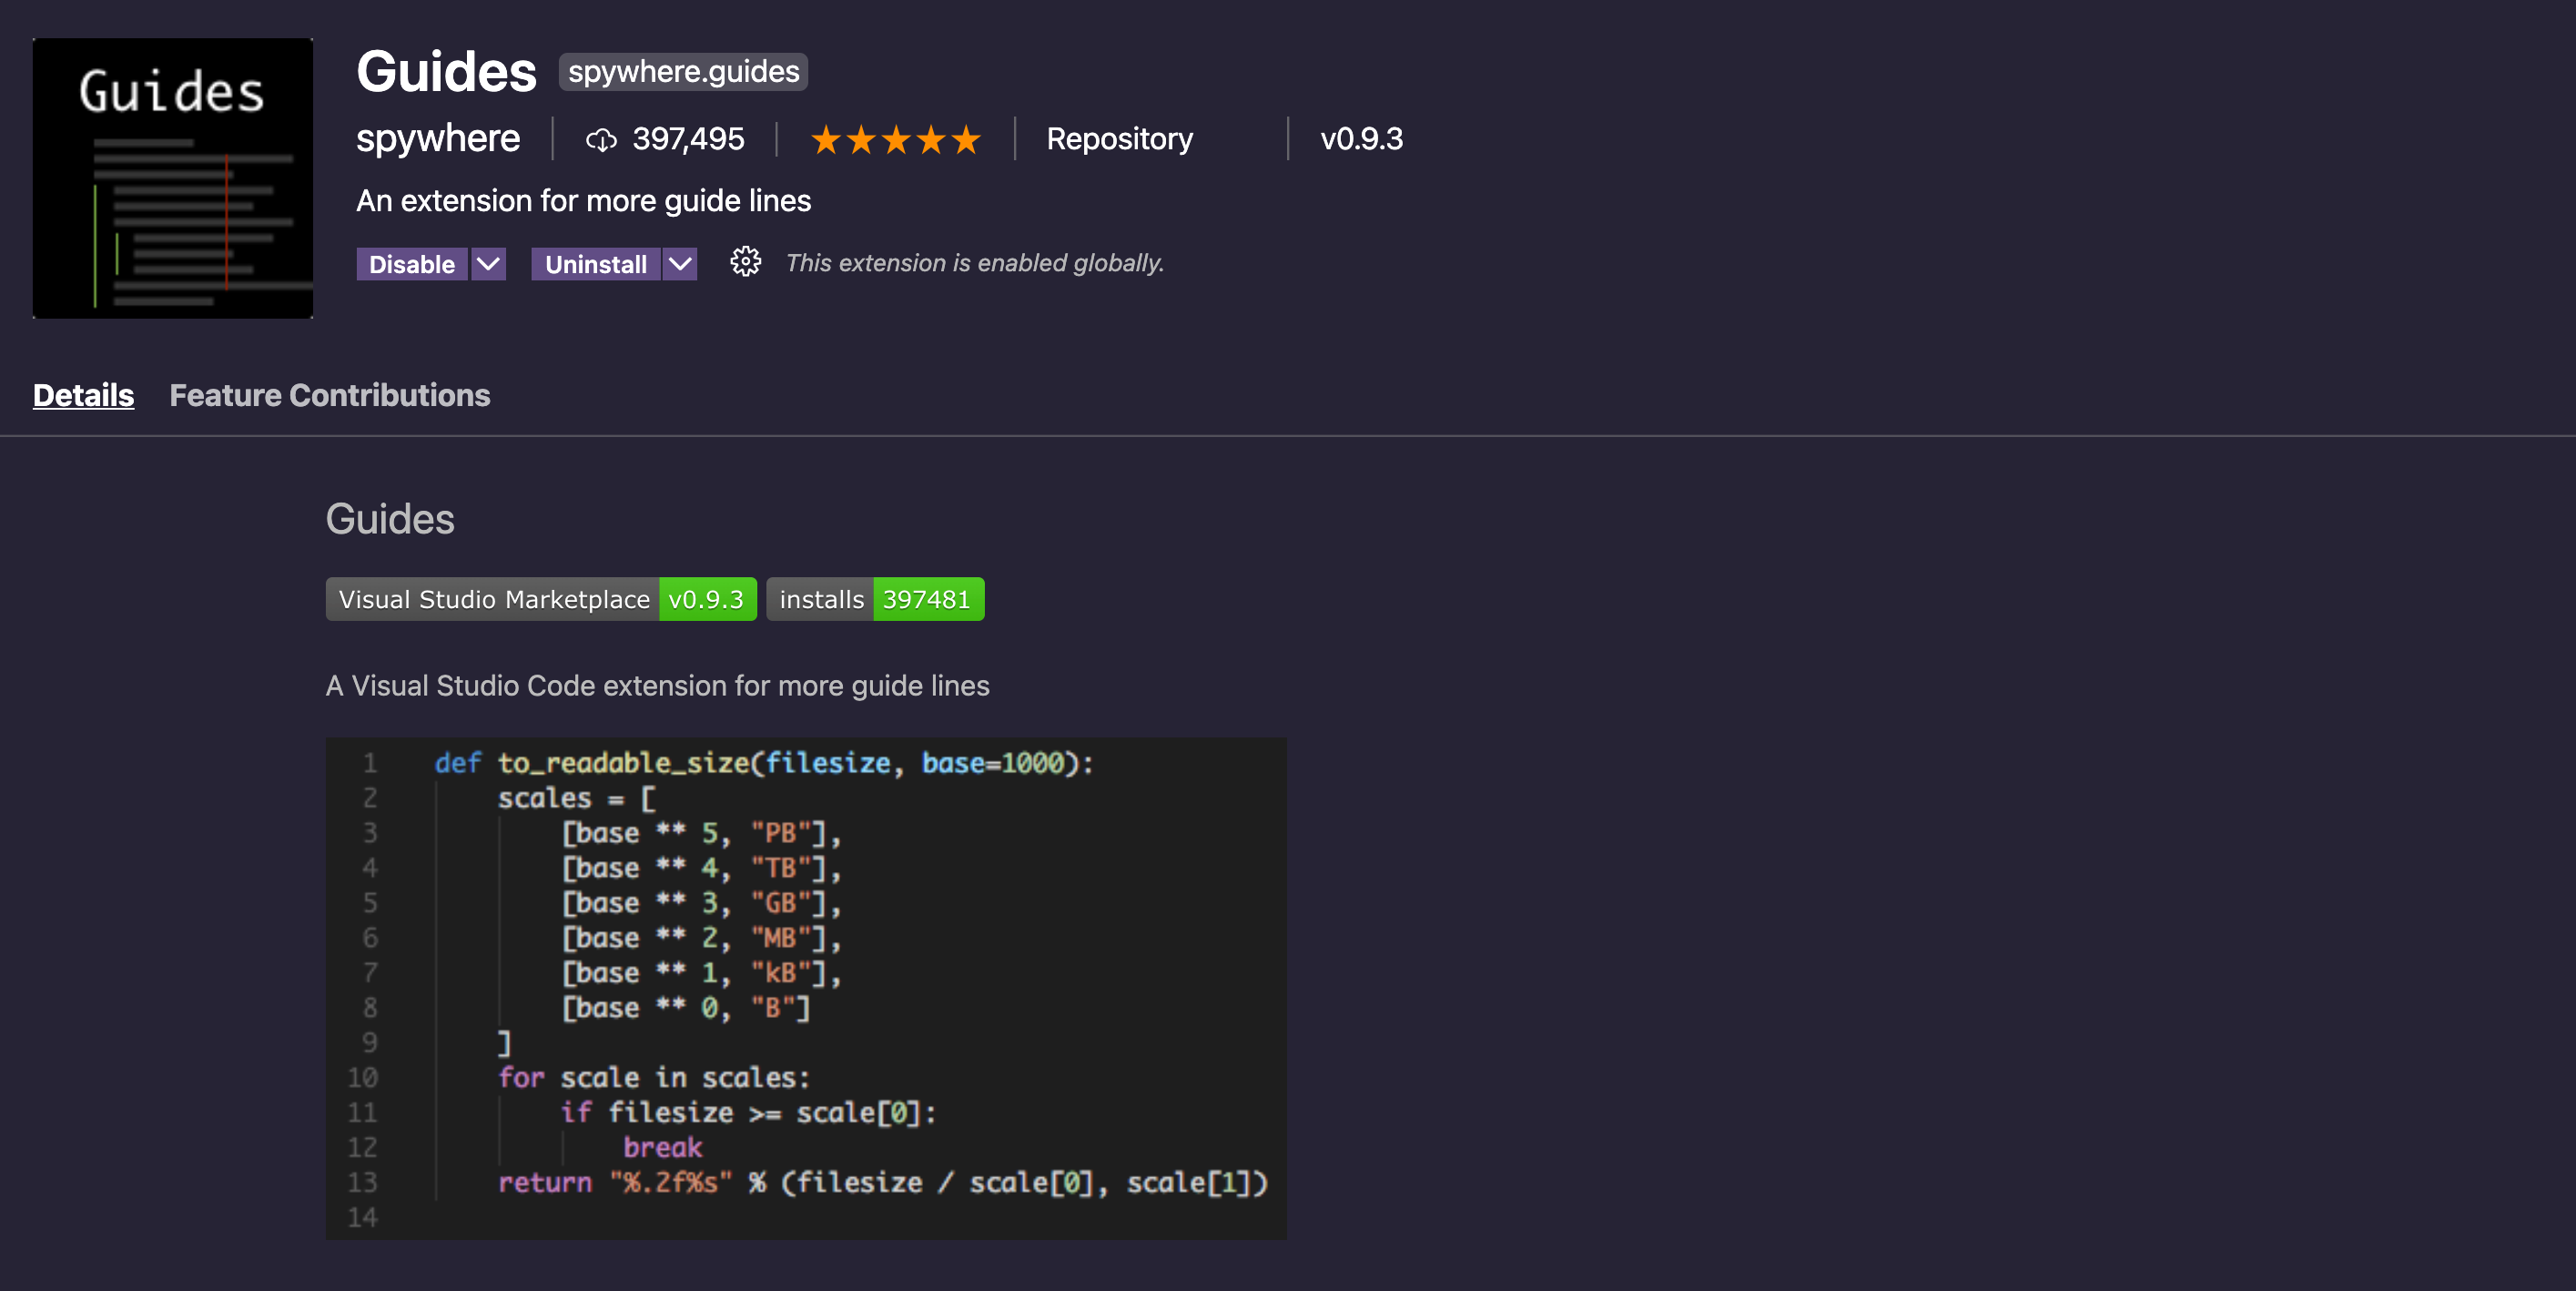 Guides
Guides spywhere.guides
spywhere 397,495 Repository v0.9.3
An extension for more guide lines
Disable Uninstall This extension is enabled globally.
Details Feature Contributions
Guides
Visual Studio Marketplace v0.9.3 installs 397481
A Visual Studio Code extension for more guide lines
1 def to_readable_size(filesize, base=1000):
2 scales = [
3 [base ** 5, "PB"],
4 [base ** 4, "TB"],
5 [base ** 3, "GB"],
6 [base ** 2, "MB"],
7 [base ** 1, "kB"],
8 [base ** 0, "B"]
9 ]
10 for scale in scales:
11 if filesize >= scale[0]:
12 break
13 return "%.2f%s" % (filesize / scale[0], scale[1])
14